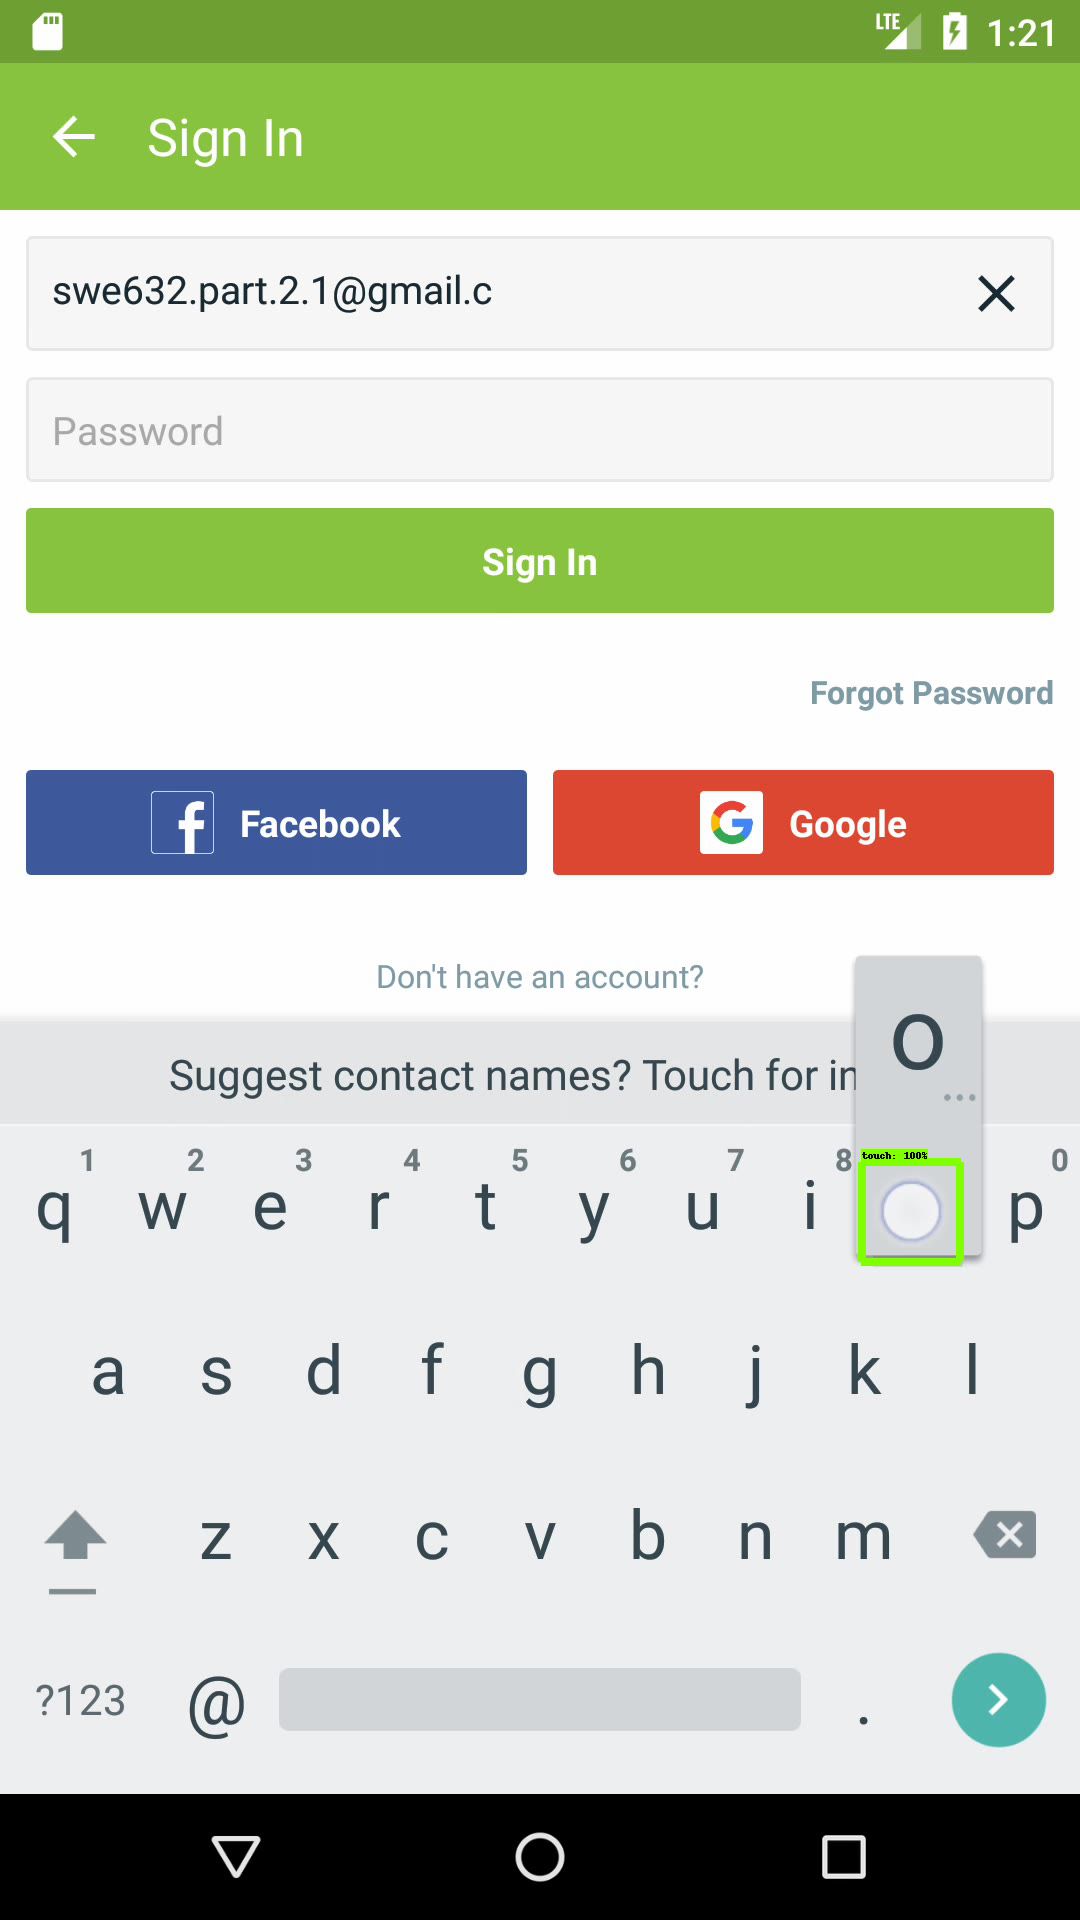 LTE 1:21
Sign In
swe632.part.2.1@gmail.c
Password
Sign In
Forgot Password
Facebook Google
Don't have an account?
o
Suggest contact names? Touch for in
touch: 100%
1 2 3 4 5 6 7 8 0
q w e r t y u i p
a s d f g h j k l
z x c v b n m
?123 @ .